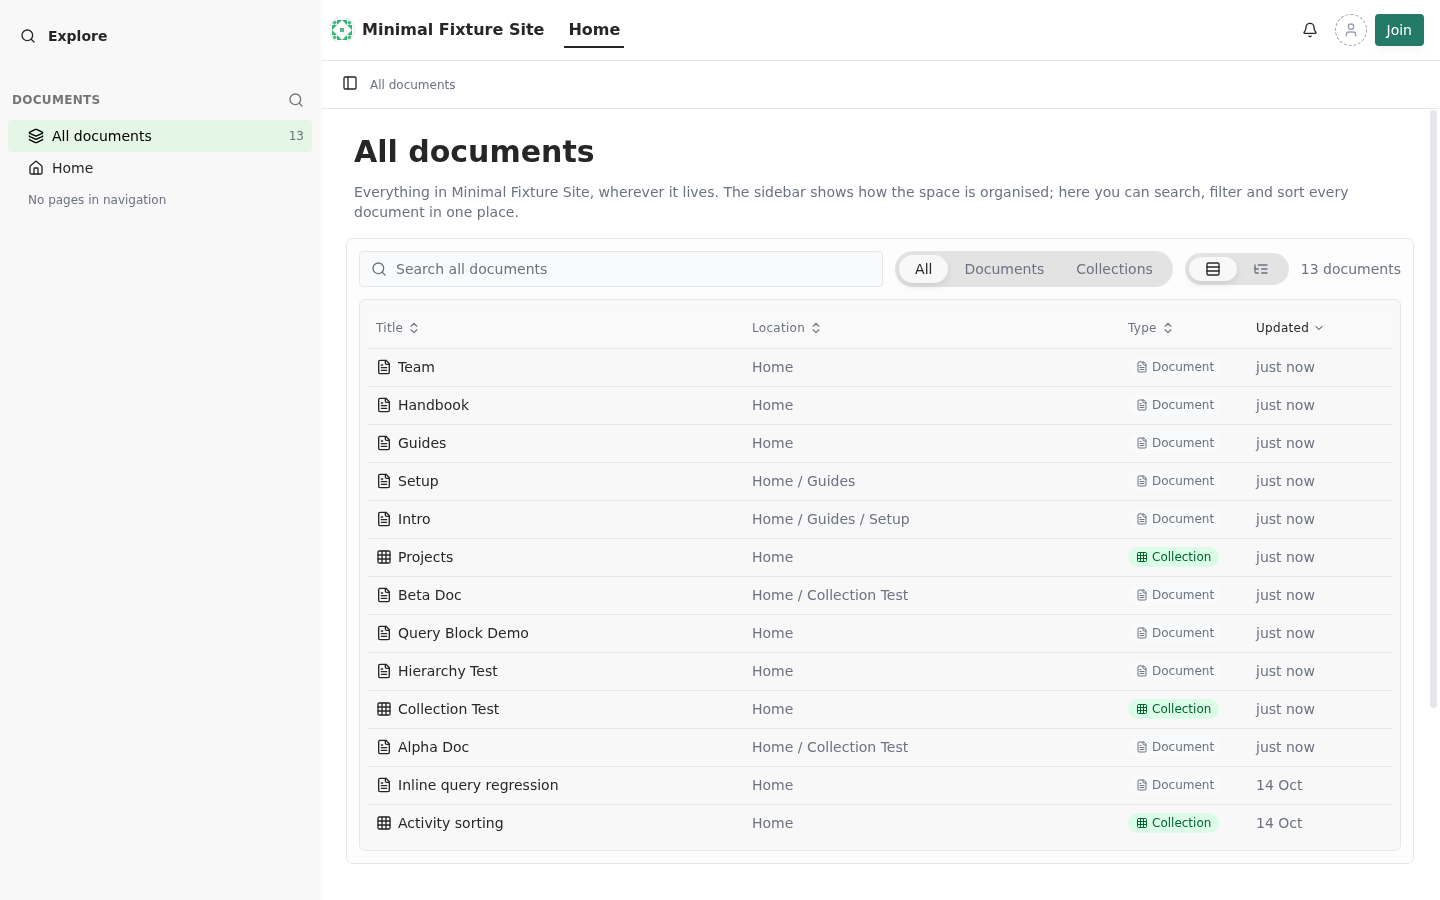 Explore
Minimal Fixture Site
Home
Join
DOCUMENTS
All documents 13
Home
No pages in navigation
All documents
All documents
Everything in Minimal Fixture Site, wherever it lives. The sidebar shows how the space is organised; here you can search, filter and sort every
document in one place.
Search all documents
All Documents Collections
13 documents
Title Location Type Updated
Team Home Document just now
Handbook Home Document just now
Guides Home Document just now
Setup Home / Guides Document just now
Intro Home / Guides / Setup Document just now
Projects Home Collection just now
Beta Doc Home / Collection Test Document just now
Query Block Demo Home Document just now
Hierarchy Test Home Document just now
Collection Test Home Collection just now
Alpha Doc Home / Collection Test Document just now
Inline query regression Home Document 14 Oct
Activity sorting Home Collection 14 Oct